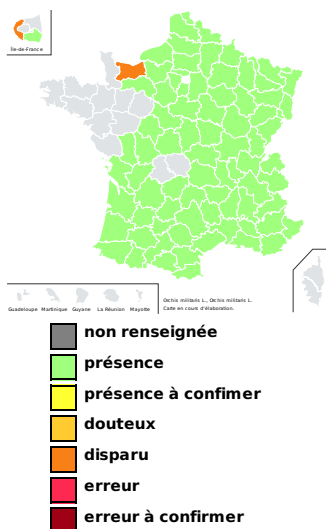 Île-de-France
Orchis militaris L., Orchis militaris L.
Carte en cours d'élaboration.
Guadeloupe Martinique Guyane La Réunion Mayotte
non renseignée
présence
présence à confimer
douteux
disparu
erreur
erreur à confirmer